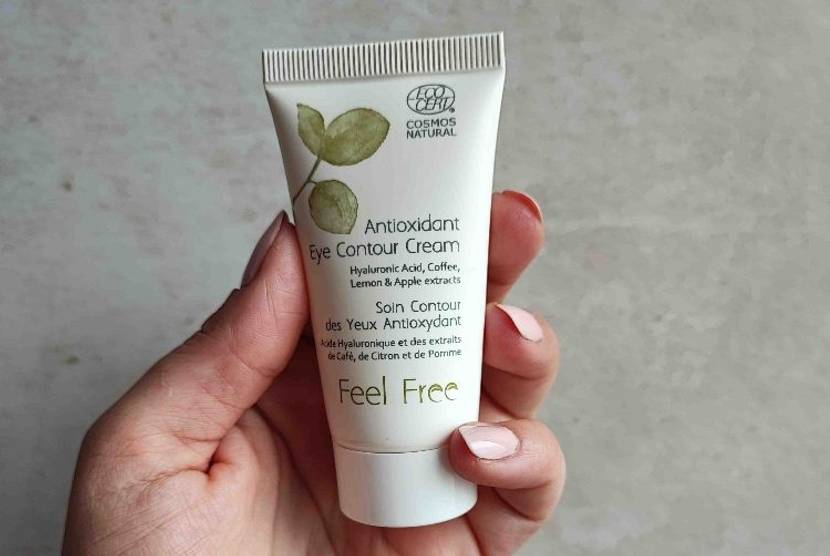 ECO
CERT
COSMOS
NATURAL
Antioxidant
Eye Contour Cream
Hyaluronic Acid, Coffee,
Lemon & Apple extracts
Soin Contour
des Yeux Antioxydant
Acide Hyaluronique et des extraits
de Café, de Citron et de Pomme
Feel Free